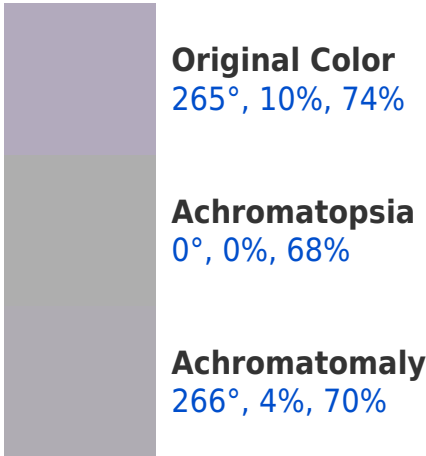 Original Color
265°, 10%, 74%
Achromatopsia
0°, 0%, 68%
Achromatomaly
266°, 4%, 70%